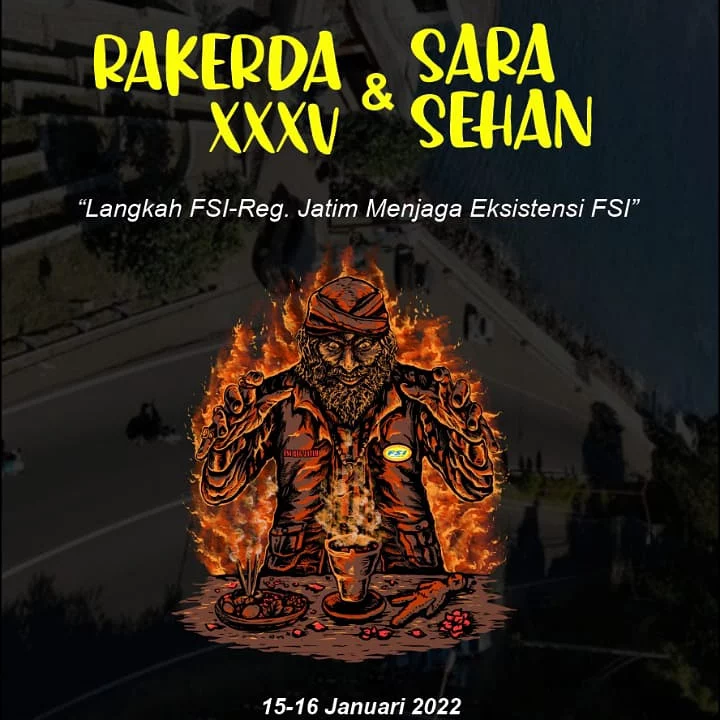 RAKERDA
XXXV
&
SARA
SEHAN
“Langkah FSI-Reg. Jatim Menjaga Eksistensi FSI”
FSI
15-16 Januari 2022